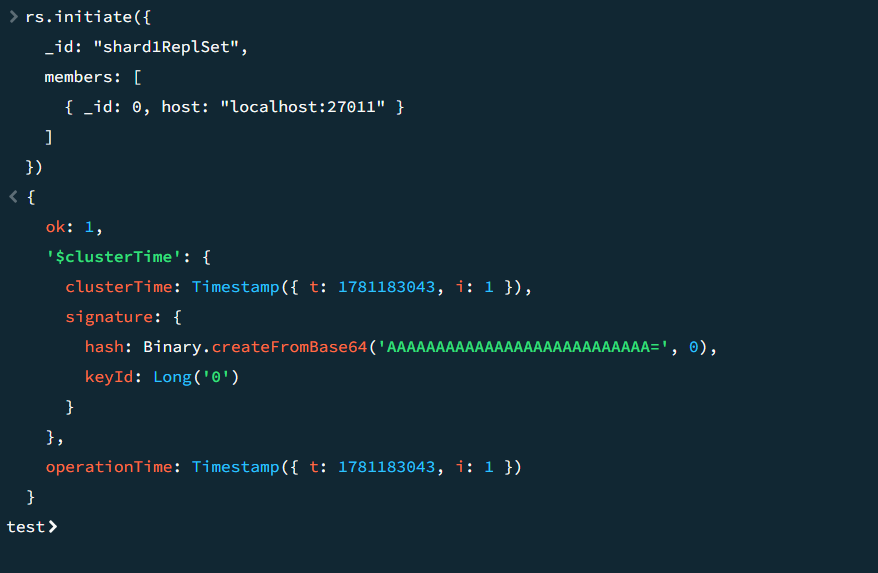 > rs.initiate({
_id: "shard1ReplSet",
members: [
{ _id: 0, host: "localhost:27011" }
]
})
< {
ok: 1,
'$clusterTime': {
clusterTime: Timestamp({ t: 1781183043, i: 1 }),
signature: {
hash: Binary.createFromBase64('AAAAAAAAAAAAAAAAAAAAAAAAAAA=', 0),
keyId: Long('0')
}
},
operationTime: Timestamp({ t: 1781183043, i: 1 })
}
test>